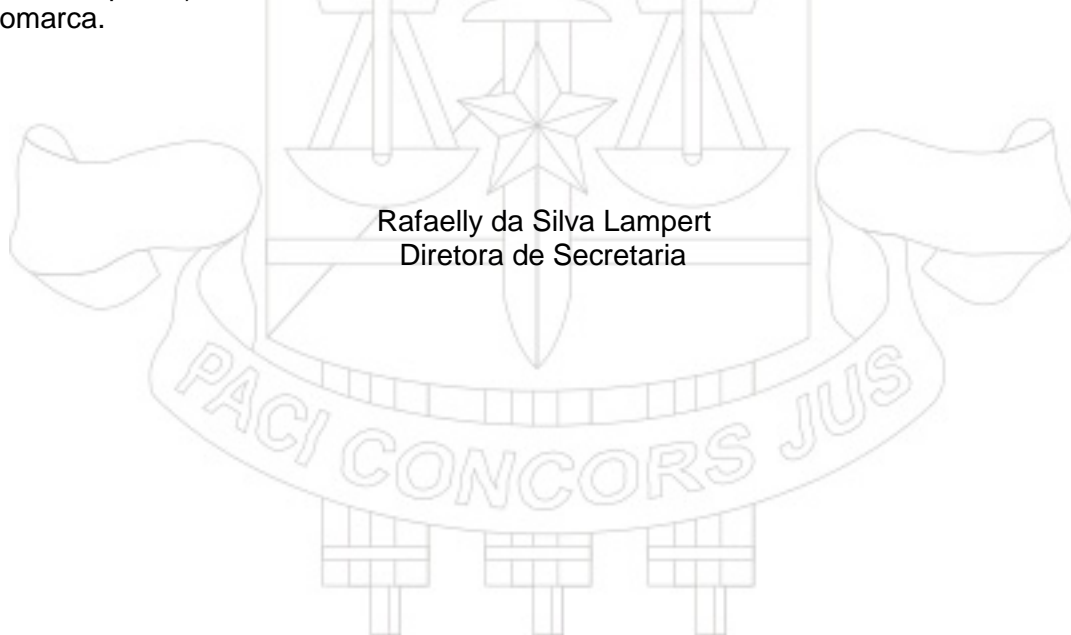 omarca.
Rafaelly da Silva Lampert
Diretora de Secretaria
PACI CONCORS JUS